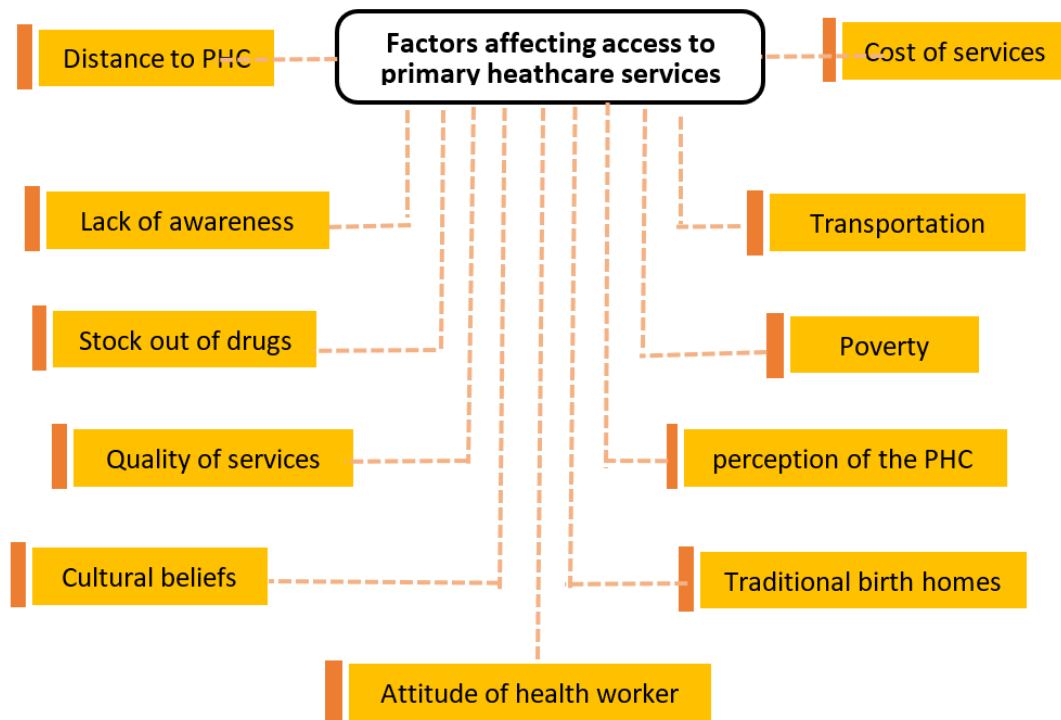 Factors affecting access to
primary heathcare services
Distance to PHC
Cost of services
Lack of awareness
Transportation
Stock out of drugs
Poverty
Quality of services
perception of the PHC
Cultural beliefs
Traditional birth homes
Attitude of health worker